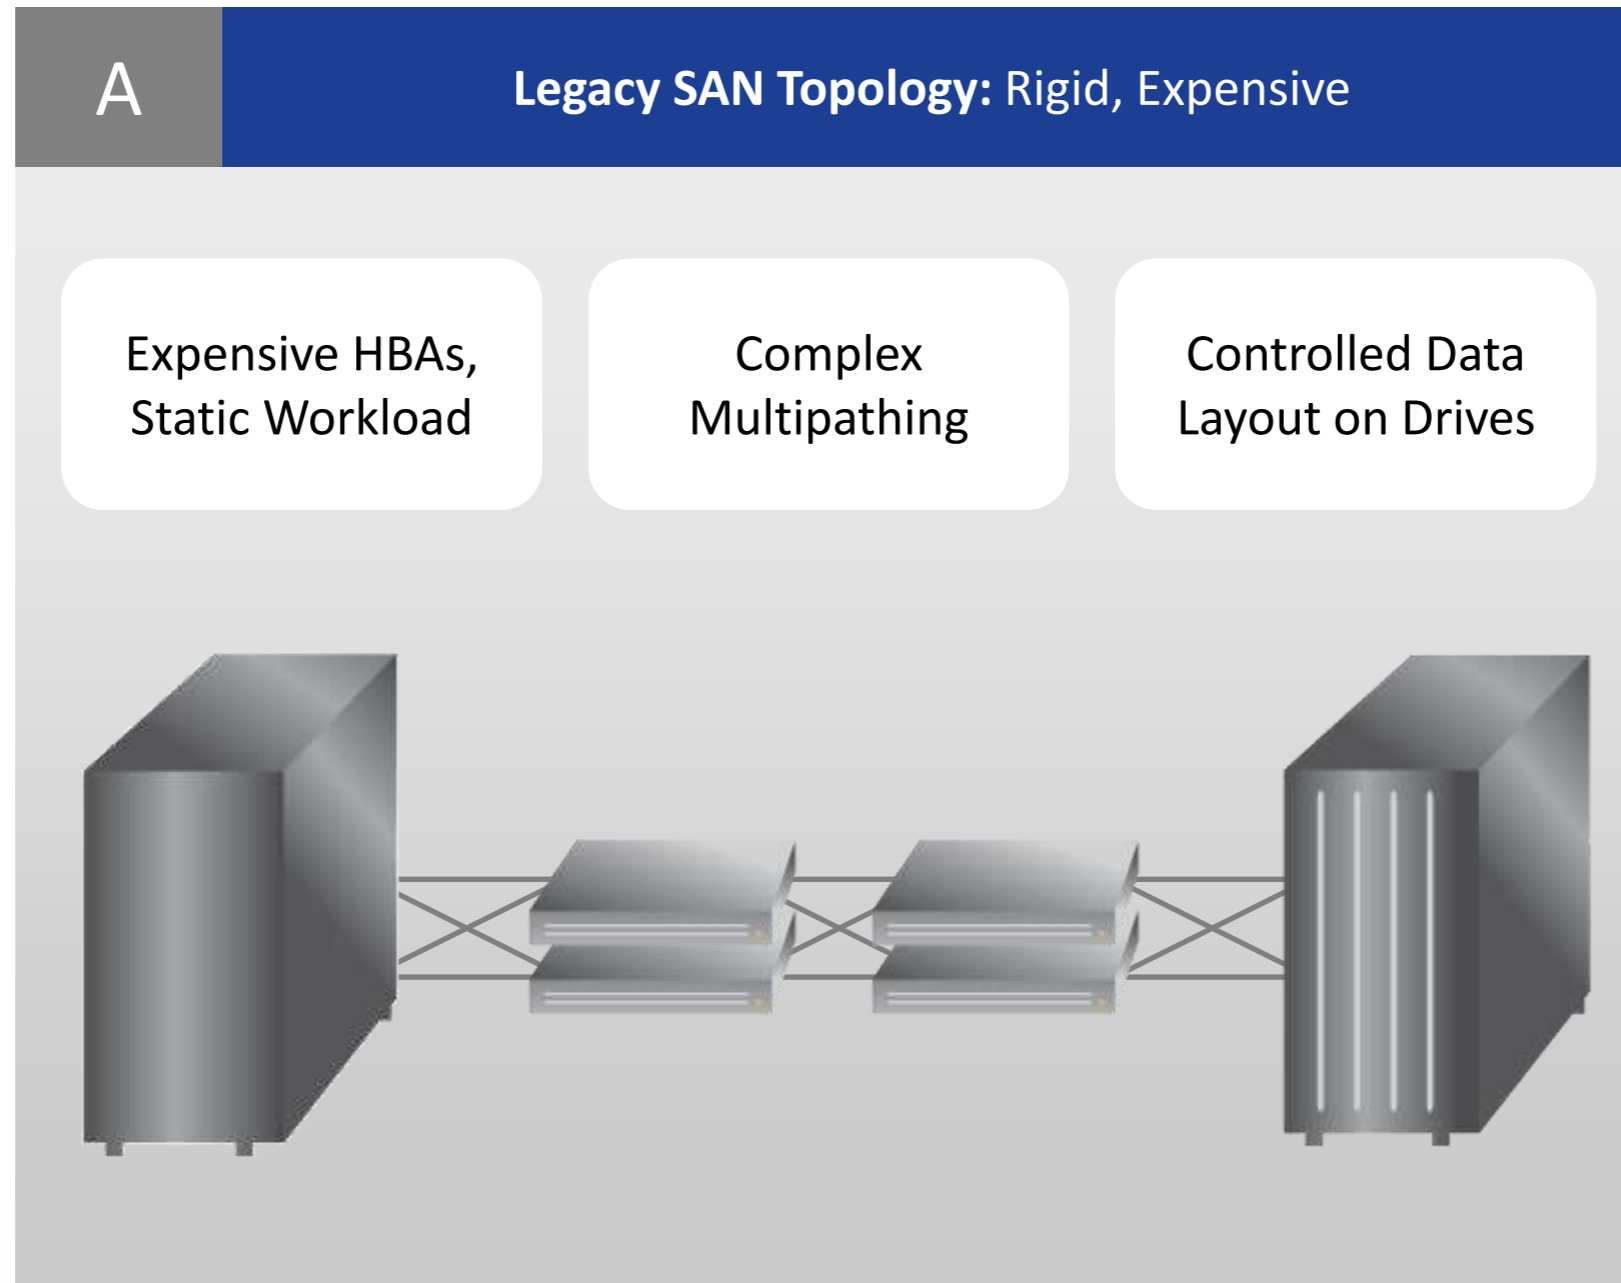 A
Legacy SAN Topology: Rigid, Expensive
Expensive HBAs,
Static Workload
Complex
Multipathing
Controlled Data
Layout on Drives